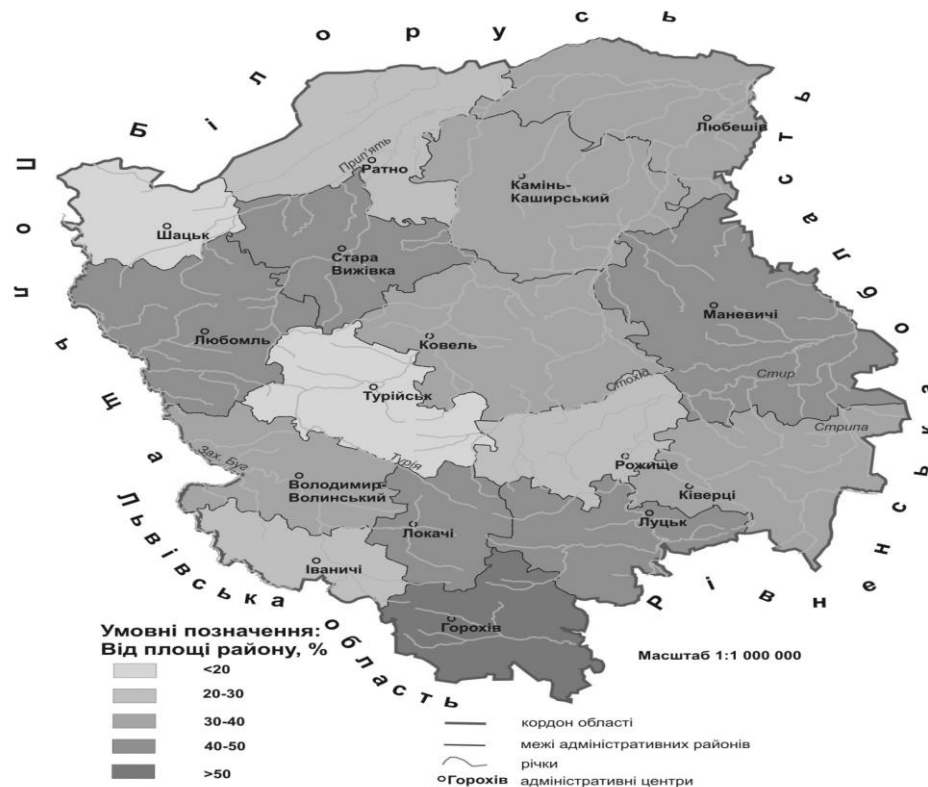 Білорусь
Польща
Рівненська область
Львівська область
Любешів
Прип'ять
Ратно
Камінь-
Каширський
Шацьк
Стара
Вижівка
Маневичі
Любомль
Ковель
Стохід
Стир
Турійськ
Стрипа
Зах. Буг
Турія
Рожище
Володимир-
Волинський
Ківерці
Луцьк
Локачі
Іваничі
Горохів
Умовні позначення:
Від площі району, %
<20
20-30
30-40
40-50
>50
Масштаб 1:1 000 000
кордон області
межі адміністративних районів
річки
Горохів адміністративні центри